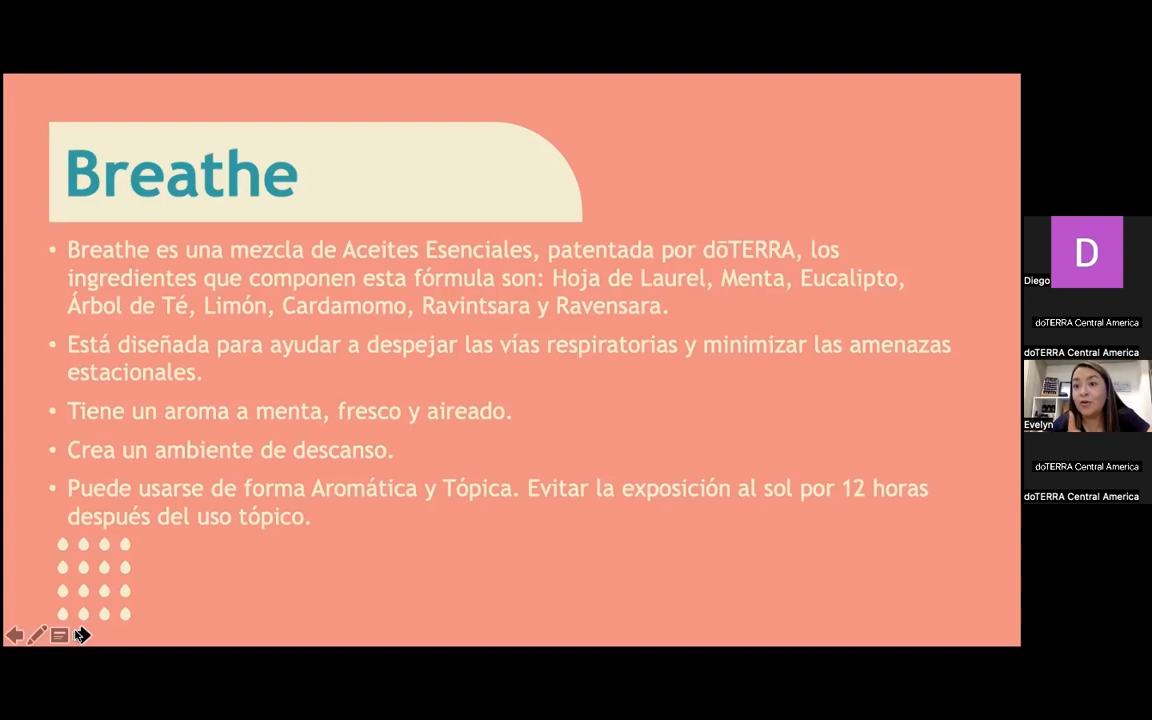 Breathe
• Breathe es una mezcla de Aceites Esenciales, patentada por dōTERRA, los
ingredientes que componen esta fórmula son: Hoja de Laurel, Menta, Eucalipto,
Árbol de Té, Limón, Cardamomo, Ravintsara y Ravensara.
• Está diseñada para ayudar a despejar las vías respiratorias y minimizar las amenazas
estacionales.
• Tiene un aroma a menta, fresco y aireado.
• Crea un ambiente de descanso.
• Puede usarse de forma Aromática y Tópica. Evitar la exposición al sol por 12 horas
después del uso tópico.
D
Diego
doTERRA Central America
doTERRA Central America
Evelyn
doTERRA Central America
doTERRA Central America